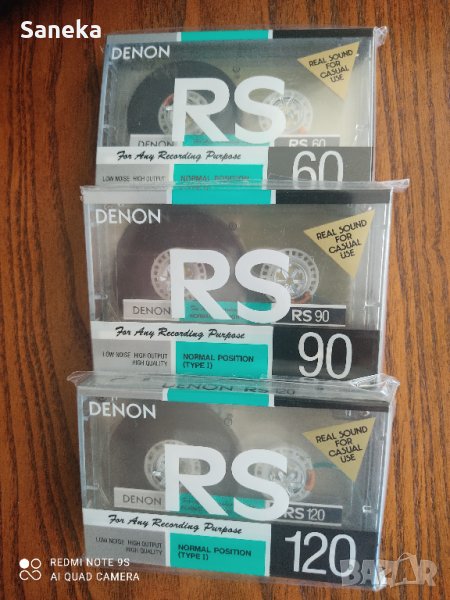 Saneka
DENON
REAL SOUND
FOR
CASUAL
USE
RS
DENON
RS 60
For Any Recording Purpose
60
LOW NOISE HIGH OUTPUT
NORMAL POSITION
DENON
REAL SOUND
FOR
CASUAL
USE
RS
DENON
RS 90
For Any Recording Purpose
LOW NOISE HIGH OUTPUT
HIGH QUALITY
NORMAL POSITION
(TYPE I)
90
DENON RS 120
DENON
REAL SOUND
FOR
CASUAL
USE
RS
DENON
RS 120
For Any Recording Purpose
LOW NOISE HIGH OUTPUT
HIGH QUALITY
NORMAL POSITION
(TYPE I)
120
REDMI NOTE 9S
AI QUAD CAMERA
BAZAR